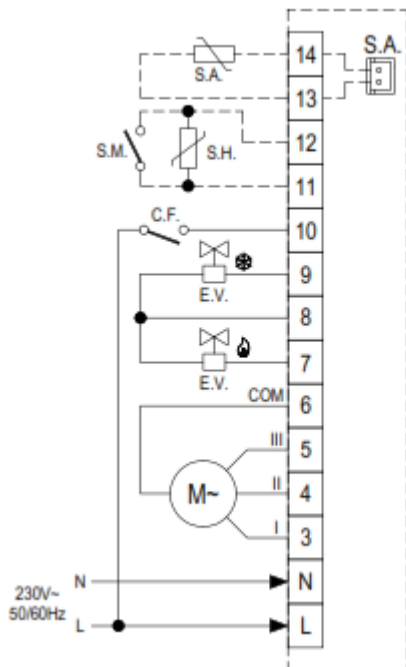 14
S.A.
S.A.
13
12
S.M.
S.H.
11
C.F.
10
9
E.V.
8
7
E.V.
COM
6
III
5
M~
II
4
I
3
N
N
230V~
50/60Hz
L
L